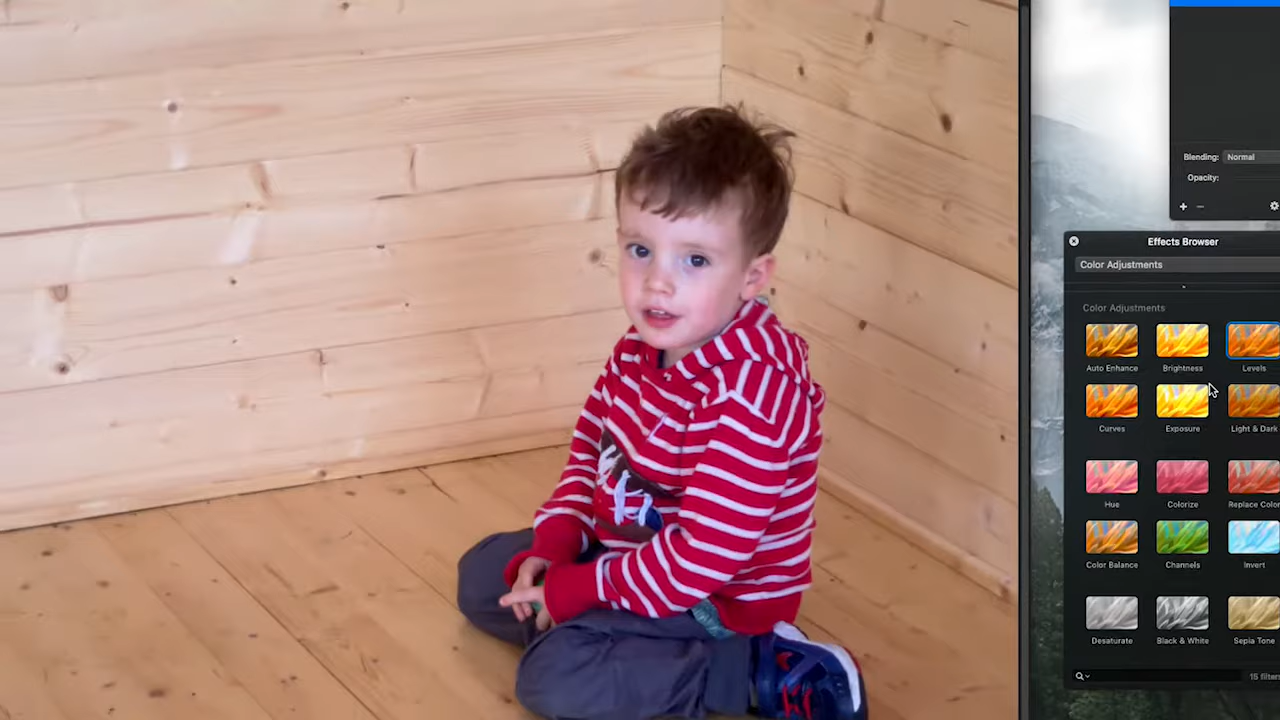 Blending: Normal
Opacity:
Effects Browser
Color Adjustments
Color Adjustments
Auto Enhance
Brightness
Levels
Curves
Exposure
Light & Dark
Hue
Colorize
Replace Color
Color Balance
Channels
Invert
Desaturate
Black & White
Sepia Tone
15 filters